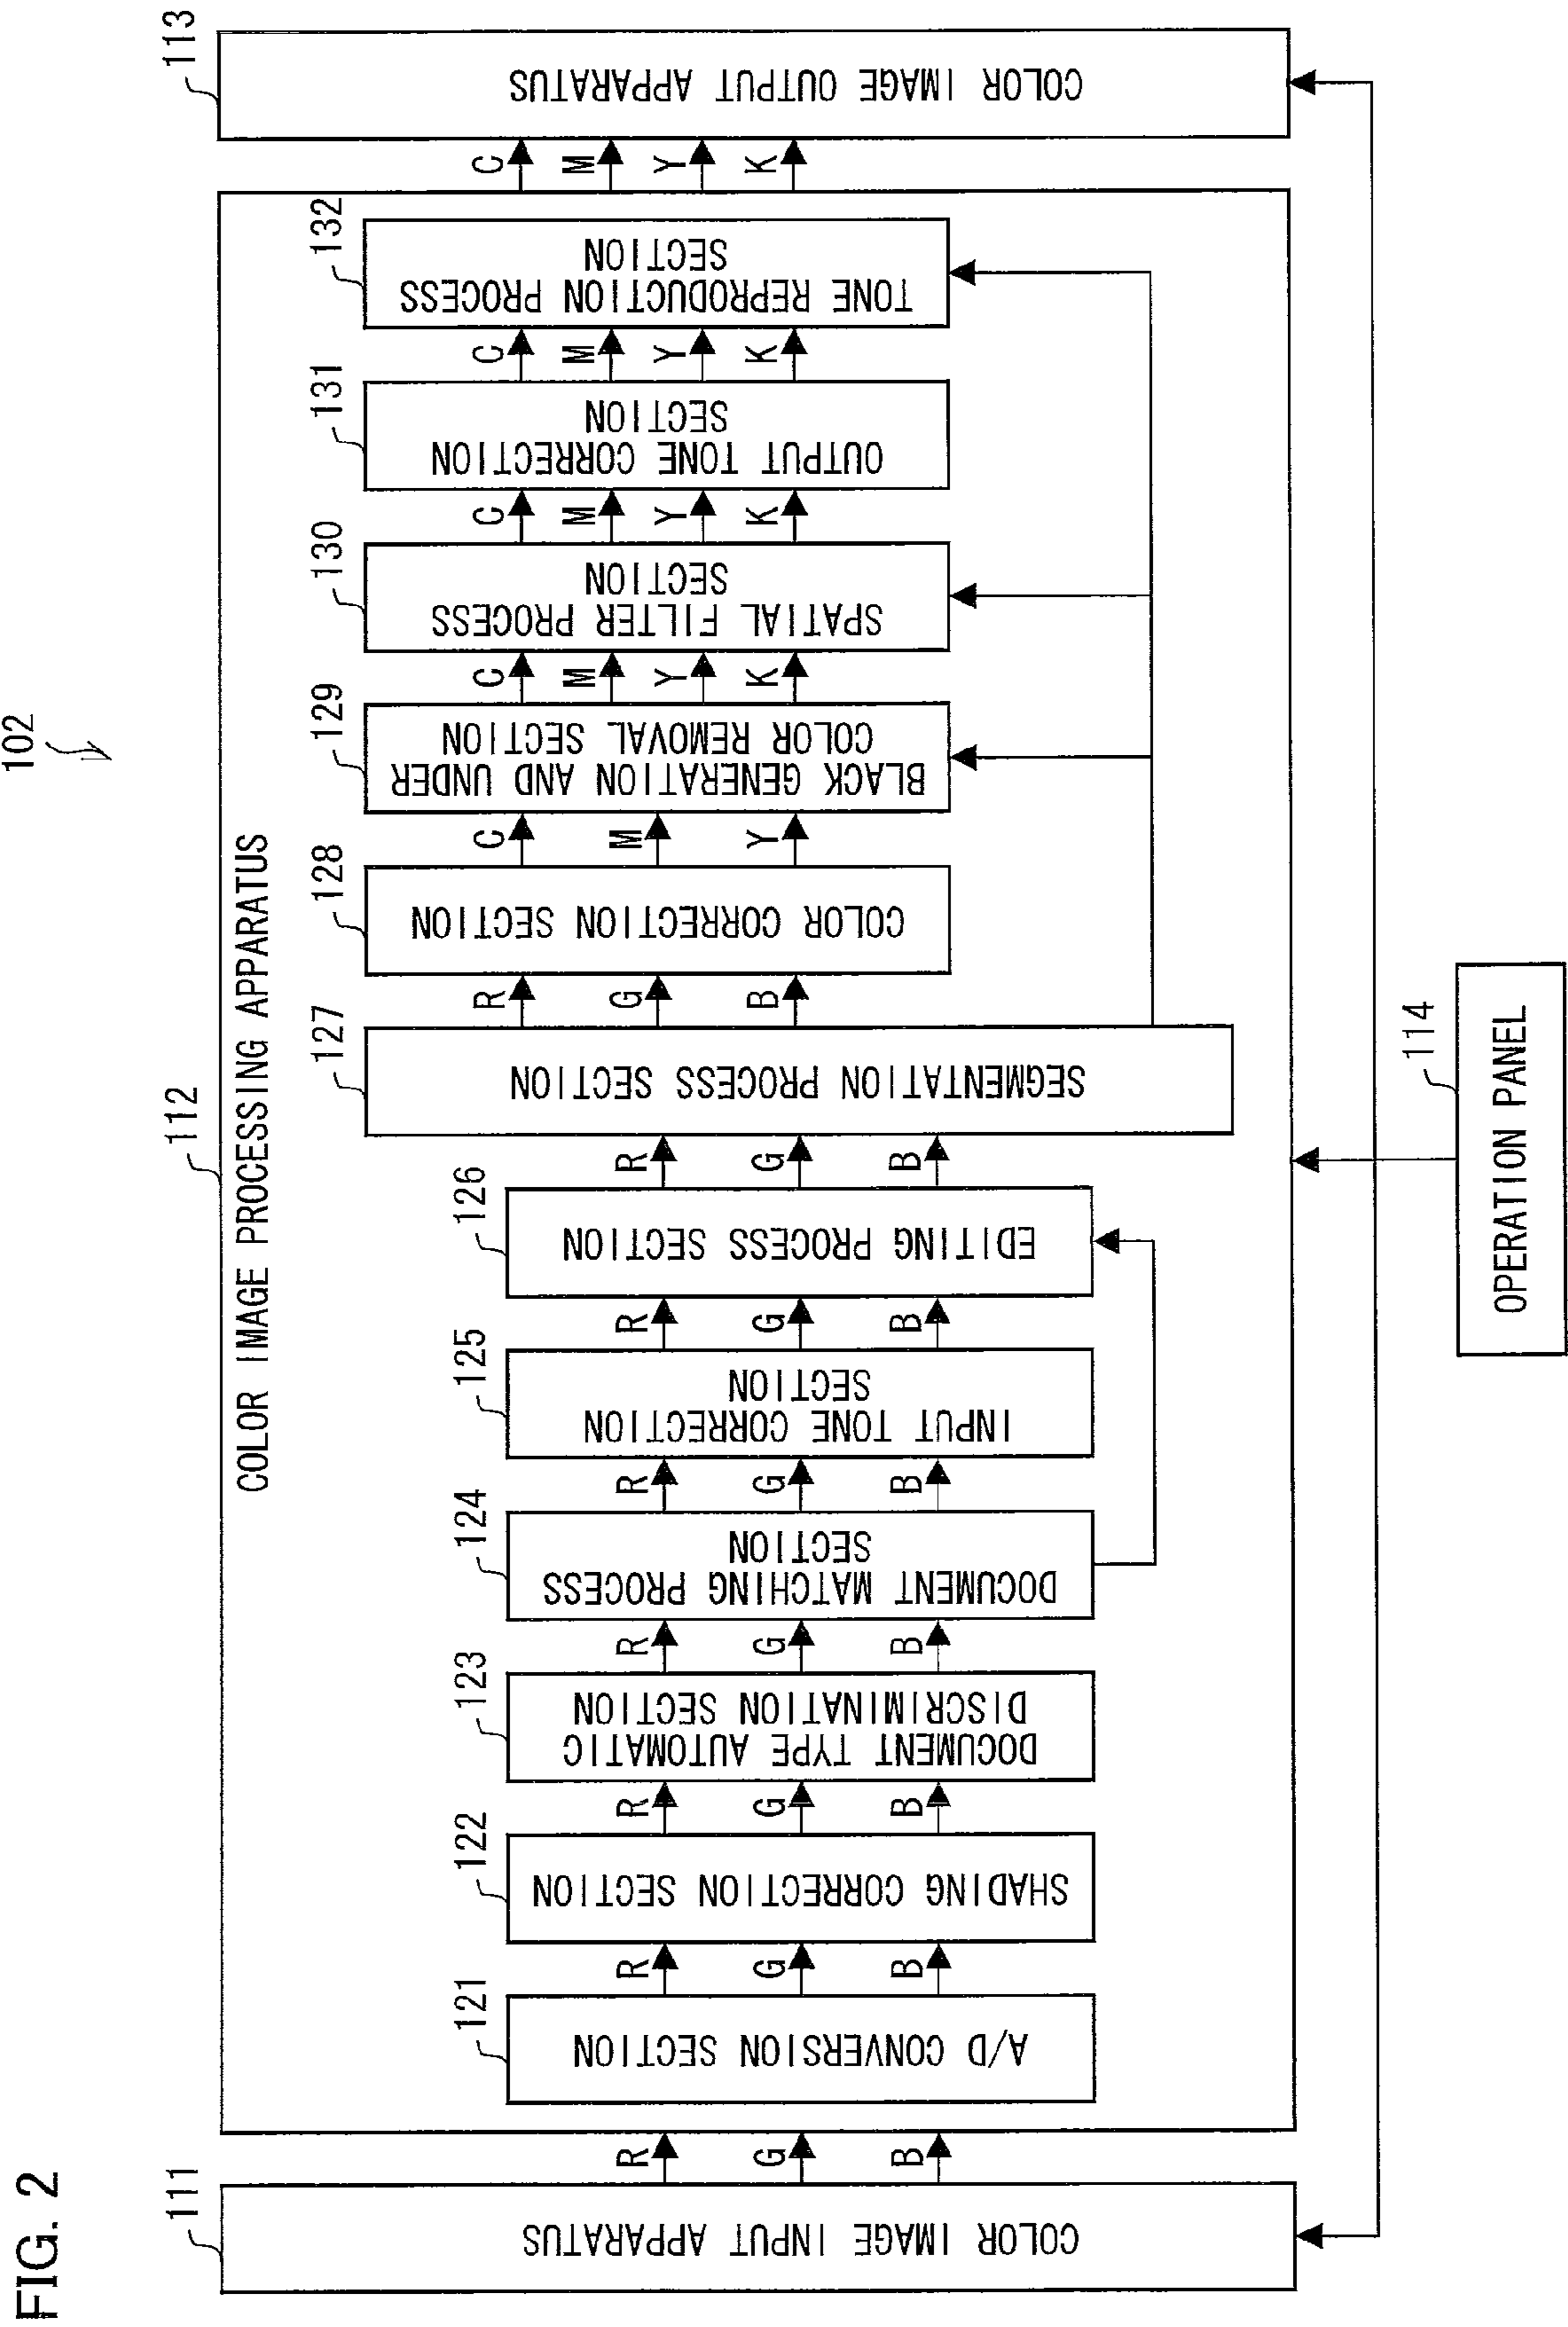 FIG. 2
102
111
COLOR IMAGE INPUT APPARATUS
R
G
B
112
COLOR IMAGE PROCESSING APPARATUS
121
A/D CONVERSION SECTION
R
G
B
122
SHADING CORRECTION SECTION
R
G
B
123
DOCUMENT TYPE AUTOMATIC
DISCRIMINATION SECTION
R
G
B
124
DOCUMENT MATCHING PROCESS
SECTION
R
G
B
125
INPUT TONE CORRECTION
SECTION
R
G
B
126
EDITING PROCESS SECTION
R
G
B
127
SEGMENTATION PROCESS SECTION
R
G
B
128
COLOR CORRECTION SECTION
C
M
Y
129
BLACK GENERATION AND UNDER
COLOR REMOVAL SECTION
C
M
Y
K
130
SPATIAL FILTER PROCESS
SECTION
C
M
Y
K
131
OUTPUT TONE CORRECTION
SECTION
C
M
Y
K
132
TONE REPRODUCTION PROCESS
SECTION
C
M
Y
K
113
COLOR IMAGE OUTPUT APPARATUS
114
OPERATION PANEL